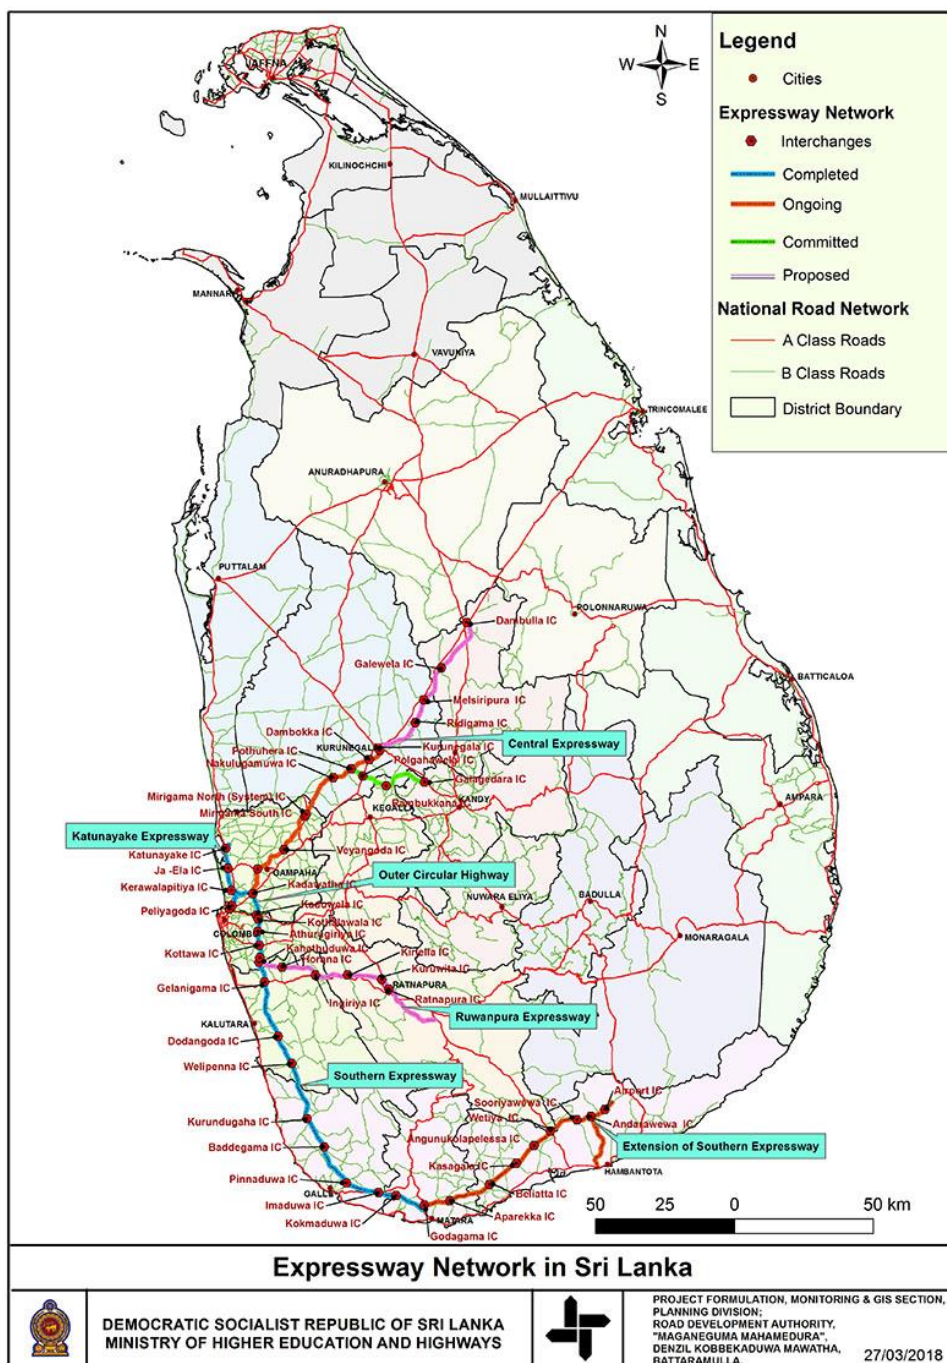 Legend
Cities
Expressway Network
Interchanges
Completed
Ongoing
Committed
Proposed
National Road Network
A Class Roads
B Class Roads
District Boundary
N
W
E
S
JAFFNA
KILINOCHCHI
MULLAITTIVU
MANNAR
VAVUNIYA
TRINCOMALEE
ANURADHAPURA
PUTTALAM
POLONNARUWA
Dambulla IC
Galewela IC
BATTICALOA
Melsiripura IC
Ridigama IC
Dambokka IC
KURUNEGALA
Kurunegala IC
Central Expressway
Pothuhera IC
Polgahawela IC
Nakulugamuwa IC
Galagedara IC
Mirigama North (System) IC
Rambukkana IC
KANDY
AMPARA
Mirigama South IC
KEGALLA
Katunayake Expressway
Katunayake IC
Veyangoda IC
Ja -Ela IC
GAMPAHA
Outer Circular Highway
Kerawalapitiya IC
Kadawatha IC
BADULLA
NUWARA ELIYA
Peliyagoda IC
Kaduwela IC
Kothalawala IC
COLOMBO
Athurugiriya IC
MONARAGALA
Kottawa IC
Kahathuduwa IC
Horana IC
Kiriella IC
Kuruwita IC
Gelanigama IC
RATNAPURA
Ingiriya IC
Ratnapura IC
Ruwanpura Expressway
KALUTARA
Dodangoda IC
Welipenna IC
Southern Expressway
Airport IC
Sooriyawewa IC
Kurundugaha IC
Wetiya IC
Andarawewa IC
Angunukolapelessa IC
Extension of Southern Expressway
Baddegama IC
Kasagala IC
HAMBANTOTA
Pinnaduwa IC
GALLE
Beliatta IC
Imaduwa IC
Kokmaduwa IC
MATARA
Aparekka IC
Godagama IC
50 25 0 50 km
Expressway Network in Sri Lanka
DEMOCRATIC SOCIALIST REPUBLIC OF SRI LANKA
MINISTRY OF HIGHER EDUCATION AND HIGHWAYS
PROJECT FORMULATION, MONITORING & GIS SECTION,
PLANNING DIVISION;
ROAD DEVELOPMENT AUTHORITY,
"MAGANEGUMA MAHAMEDURA",
DENZIL KOBBEKADUWA MAWATHA,
BATTARAMULLA
27/03/2018